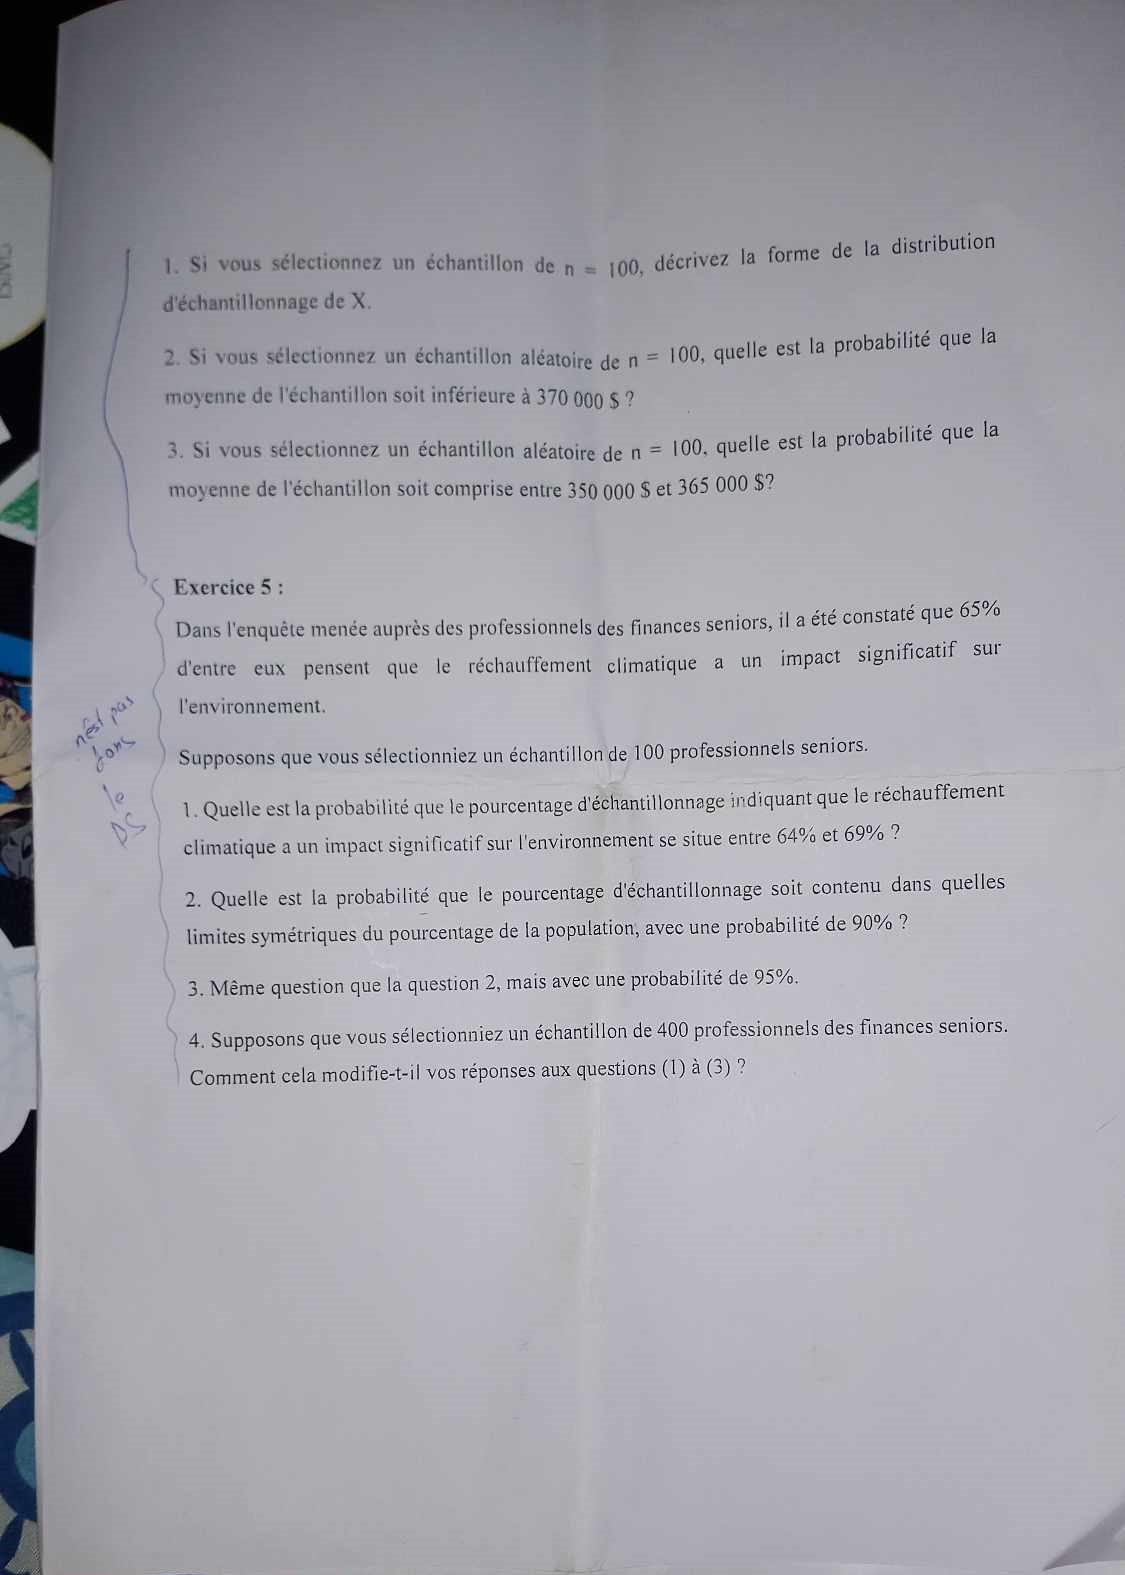 1. Si vous sélectionnez un échantillon de n = 100, décrivez la forme de la distribution
d'échantillonnage de X.
2. Si vous sélectionnez un échantillon aléatoire de n = 100, quelle est la probabilité que la
moyenne de l'échantillon soit inférieure à 370 000 $ ?
3. Si vous sélectionnez un échantillon aléatoire de n = 100, quelle est la probabilité que la
moyenne de l'échantillon soit comprise entre 350 000 $ et 365 000 $?
Exercice 5 :
Dans l'enquête menée auprès des professionnels des finances seniors, il a été constaté que 65%
d'entre eux pensent que le réchauffement climatique a un impact significatif sur
l'environnement.
n'est pas
dans
le
DS
Supposons que vous sélectionniez un échantillon de 100 professionnels seniors.
1. Quelle est la probabilité que le pourcentage d'échantillonnage indiquant que le réchauffement
climatique a un impact significatif sur l'environnement se situe entre 64% et 69% ?
2. Quelle est la probabilité que le pourcentage d'échantillonnage soit contenu dans quelles
limites symétriques du pourcentage de la population, avec une probabilité de 90% ?
3. Même question que la question 2, mais avec une probabilité de 95%.
4. Supposons que vous sélectionniez un échantillon de 400 professionnels des finances seniors.
Comment cela modifie-t-il vos réponses aux questions (1) à (3) ?